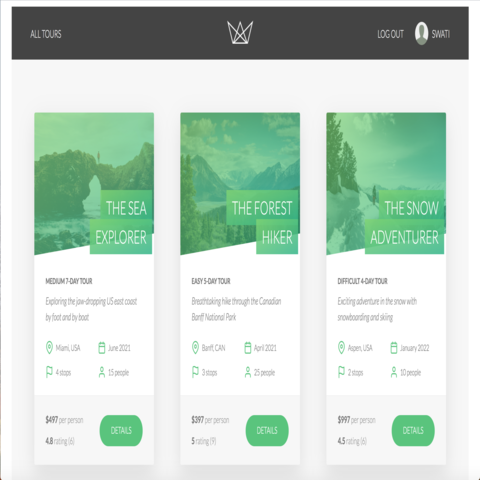 ALL TOURS
LOG OUT SWATI
THE SEA
EXPLORER
MEDIUM 7-DAY TOUR
Exploring the jaw-dropping US east coast
by foot and by boat
Miami, USA June 2021
4 stops 15 people
$497 per person
4.8 rating (6)
DETAILS
THE FOREST
HIKER
EASY 5-DAY TOUR
Breathtaking hike through the Canadian
Banff National Park
Banff, CAN April 2021
3 stops 25 people
$397 per person
5 rating (9)
DETAILS
THE SNOW
ADVENTURER
DIFFICULT 4-DAY TOUR
Exciting adventure in the snow with
snowboarding and skiing
Aspen, USA January 2022
2 stops 10 people
$997 per person
4.5 rating (6)
DETAILS